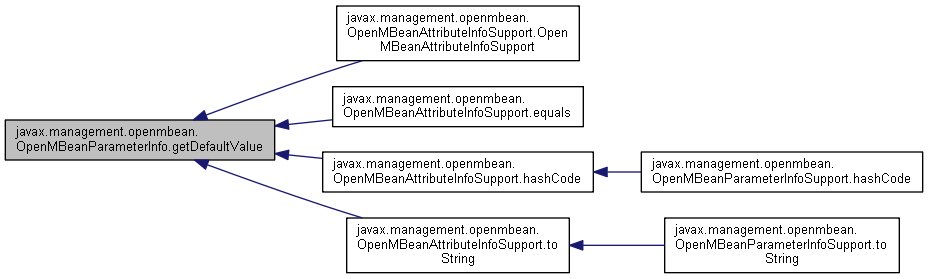 javax.management.openmbean.
OpenMBeanAttributeInfoSupport.Open
MBeanAttributeInfoSupport
javax.management.openmbean.
OpenMBeanAttributeInfoSupport.equals
javax.management.openmbean.
OpenMBeanParameterInfo.getDefaultValue
javax.management.openmbean.
OpenMBeanAttributeInfoSupport.hashCode
javax.management.openmbean.
OpenMBeanParameterInfoSupport.hashCode
javax.management.openmbean.
OpenMBeanAttributeInfoSupport.to
String
javax.management.openmbean.
OpenMBeanParameterInfoSupport.to
String